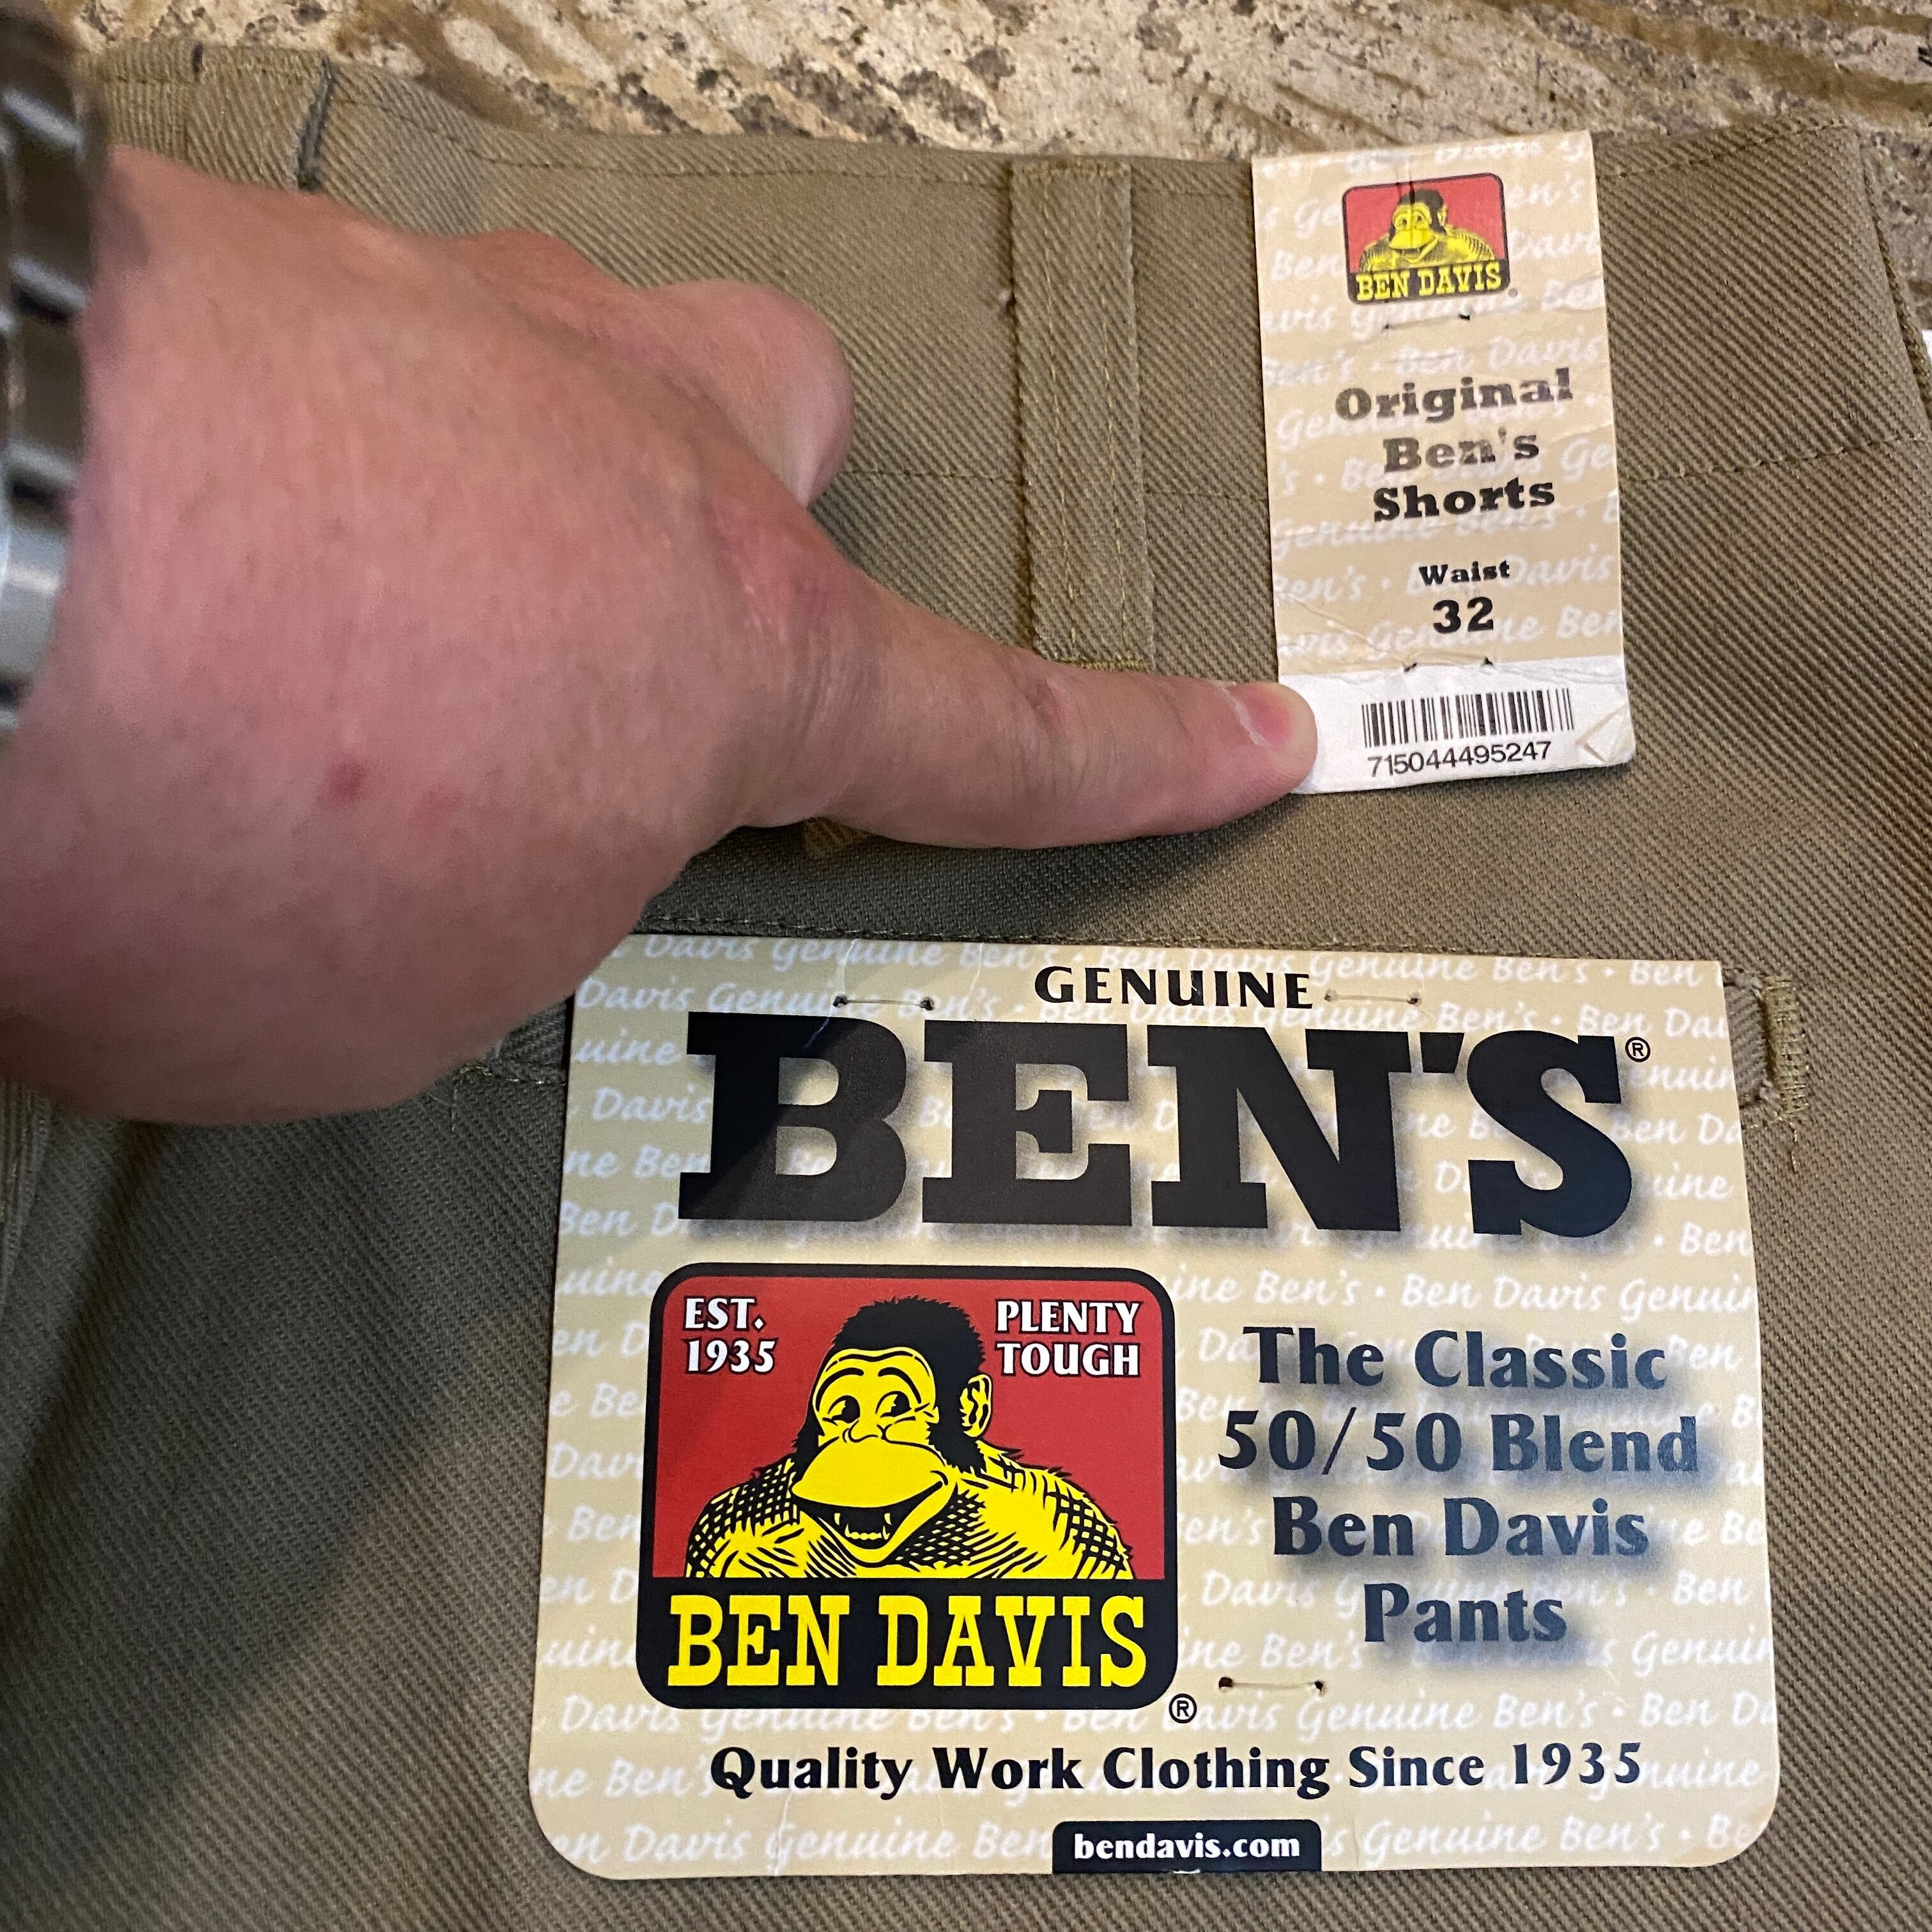 BEN DAVIS
Original
Ben's
Shorts
Waist
32
715044495247
GENUINE
BEN'S®
EST.
1935
PLENTY
TOUGH
BEN DAVIS
®
The Classic
50/50 Blend
Ben Davis
Pants
Quality Work Clothing Since 1935
bendavis.com